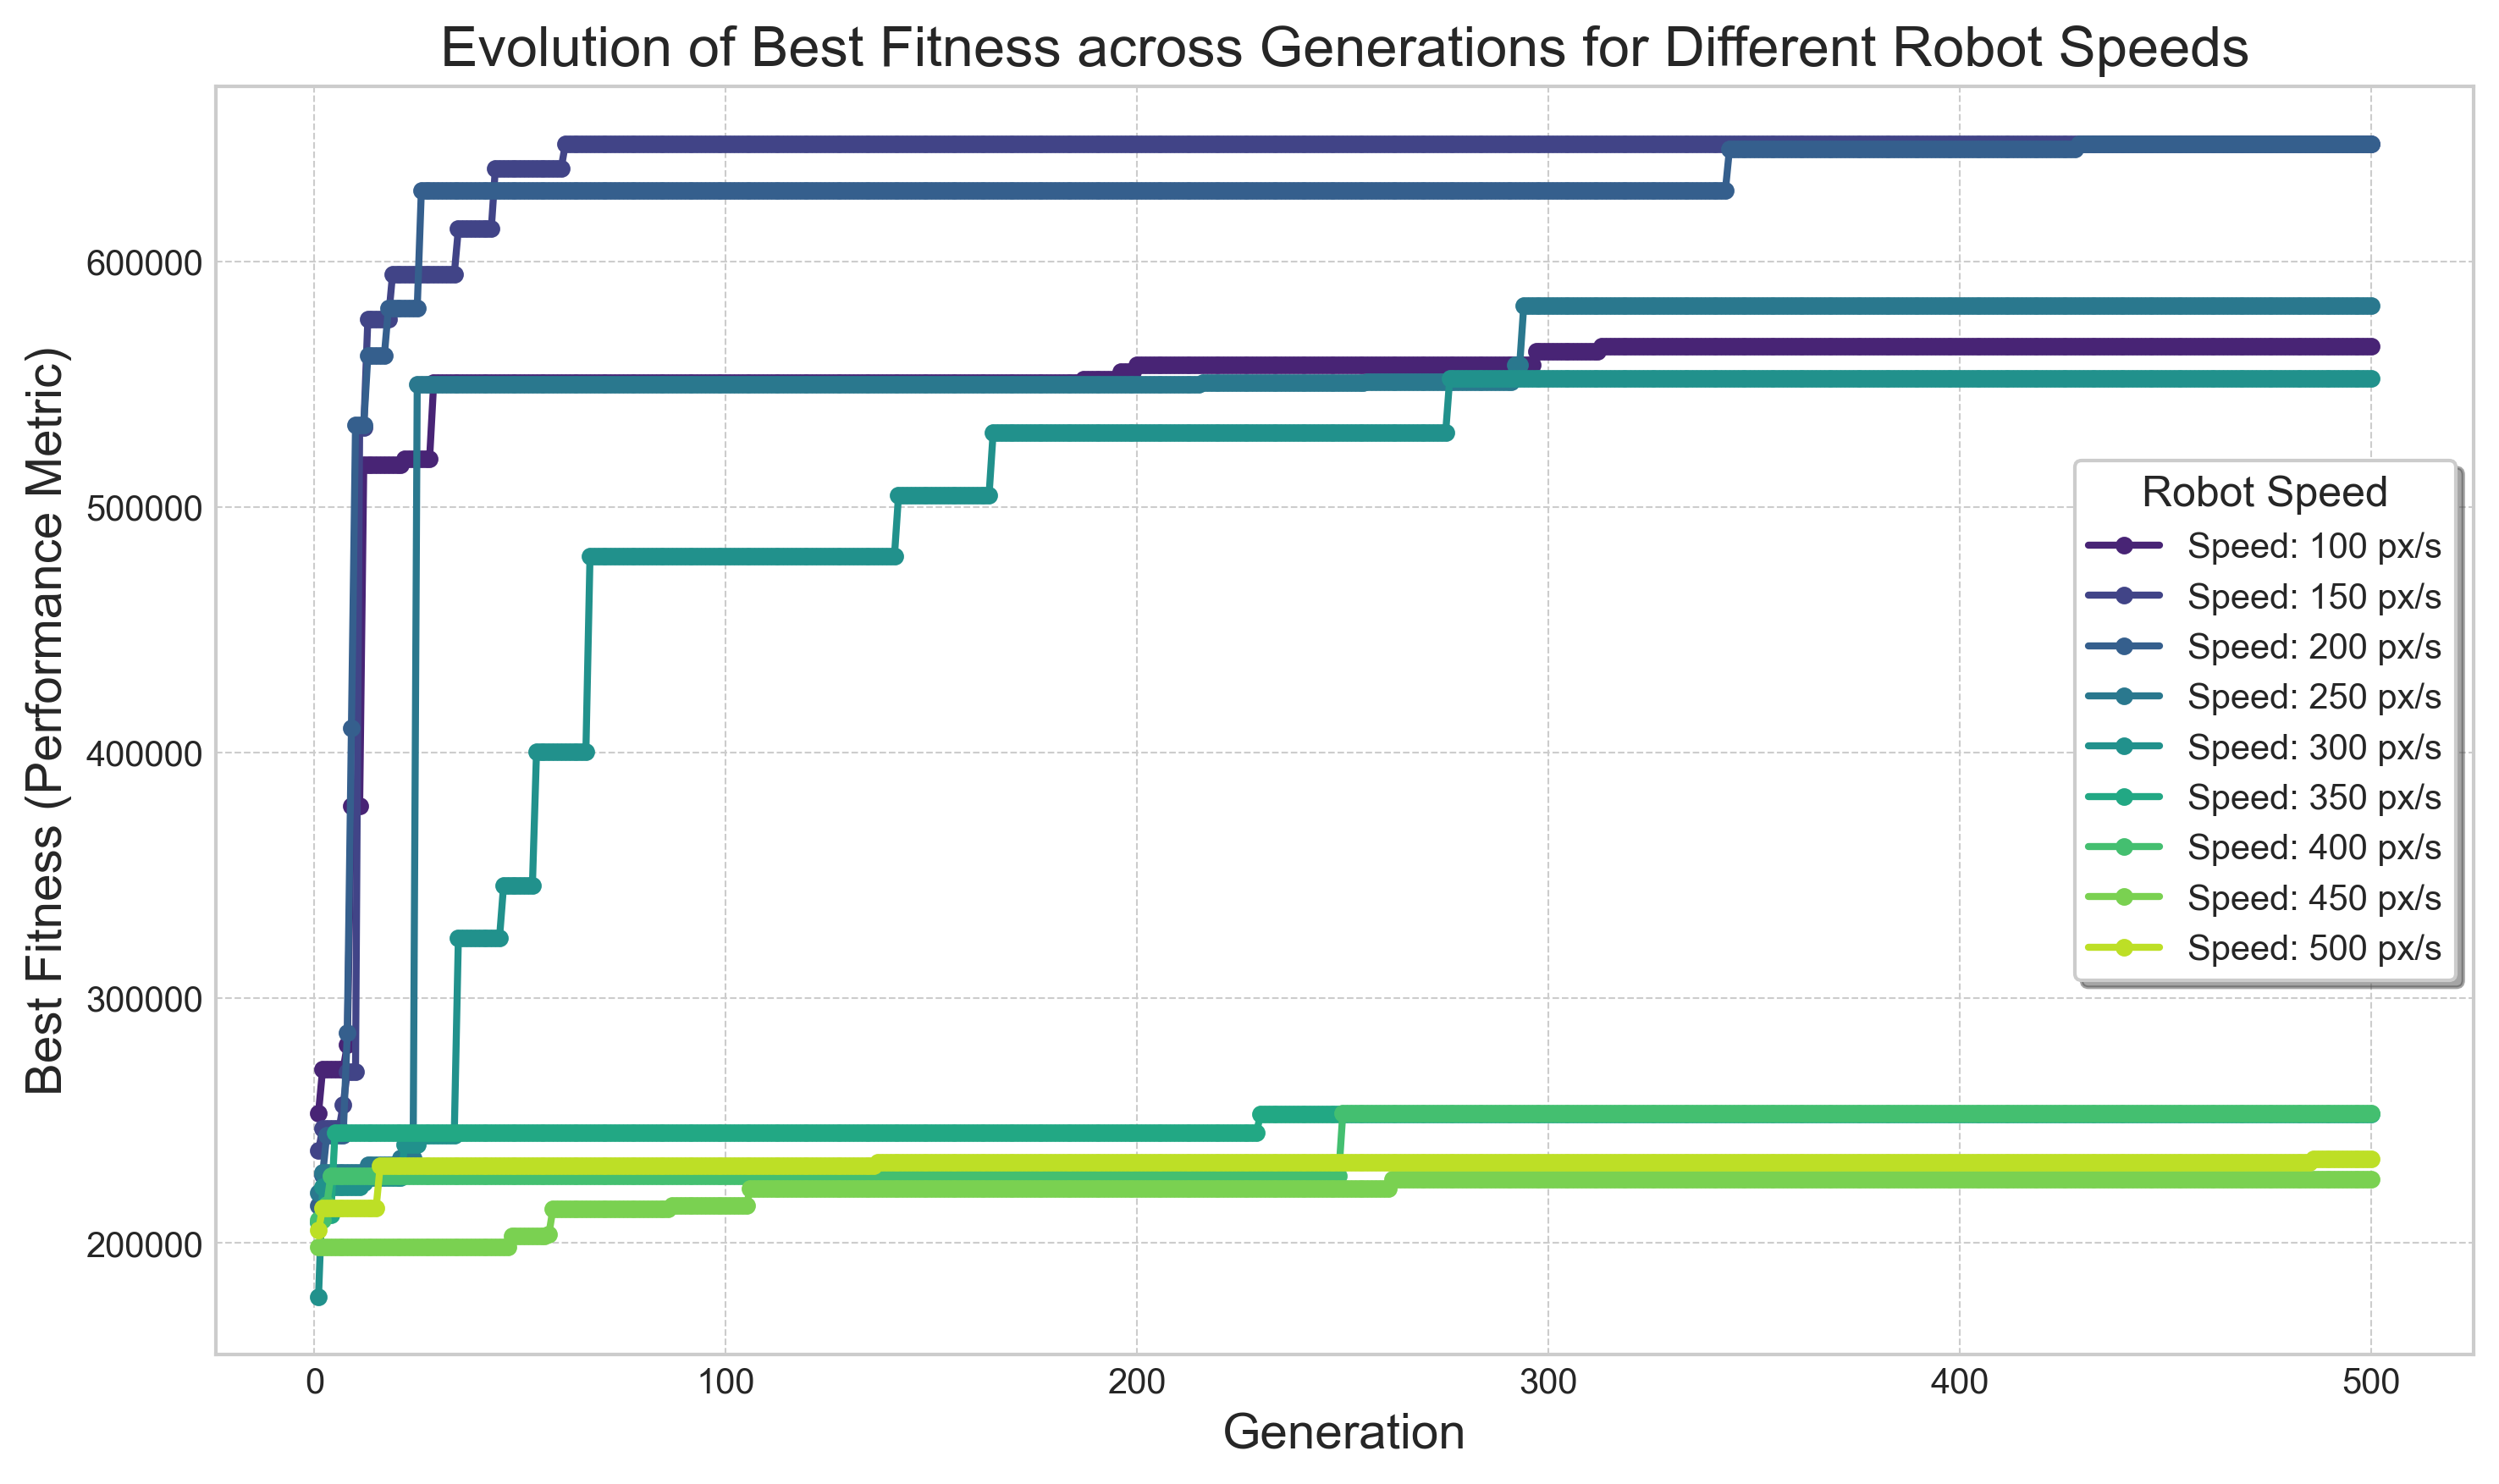 Evolution of Best Fitness across Generations for Different Robot Speeds
Best Fitness (Performance Metric)
600000
500000
400000
300000
200000
0
100
200
300
400
500
Generation
Robot Speed
Speed: 100 px/s
Speed: 150 px/s
Speed: 200 px/s
Speed: 250 px/s
Speed: 300 px/s
Speed: 350 px/s
Speed: 400 px/s
Speed: 450 px/s
Speed: 500 px/s